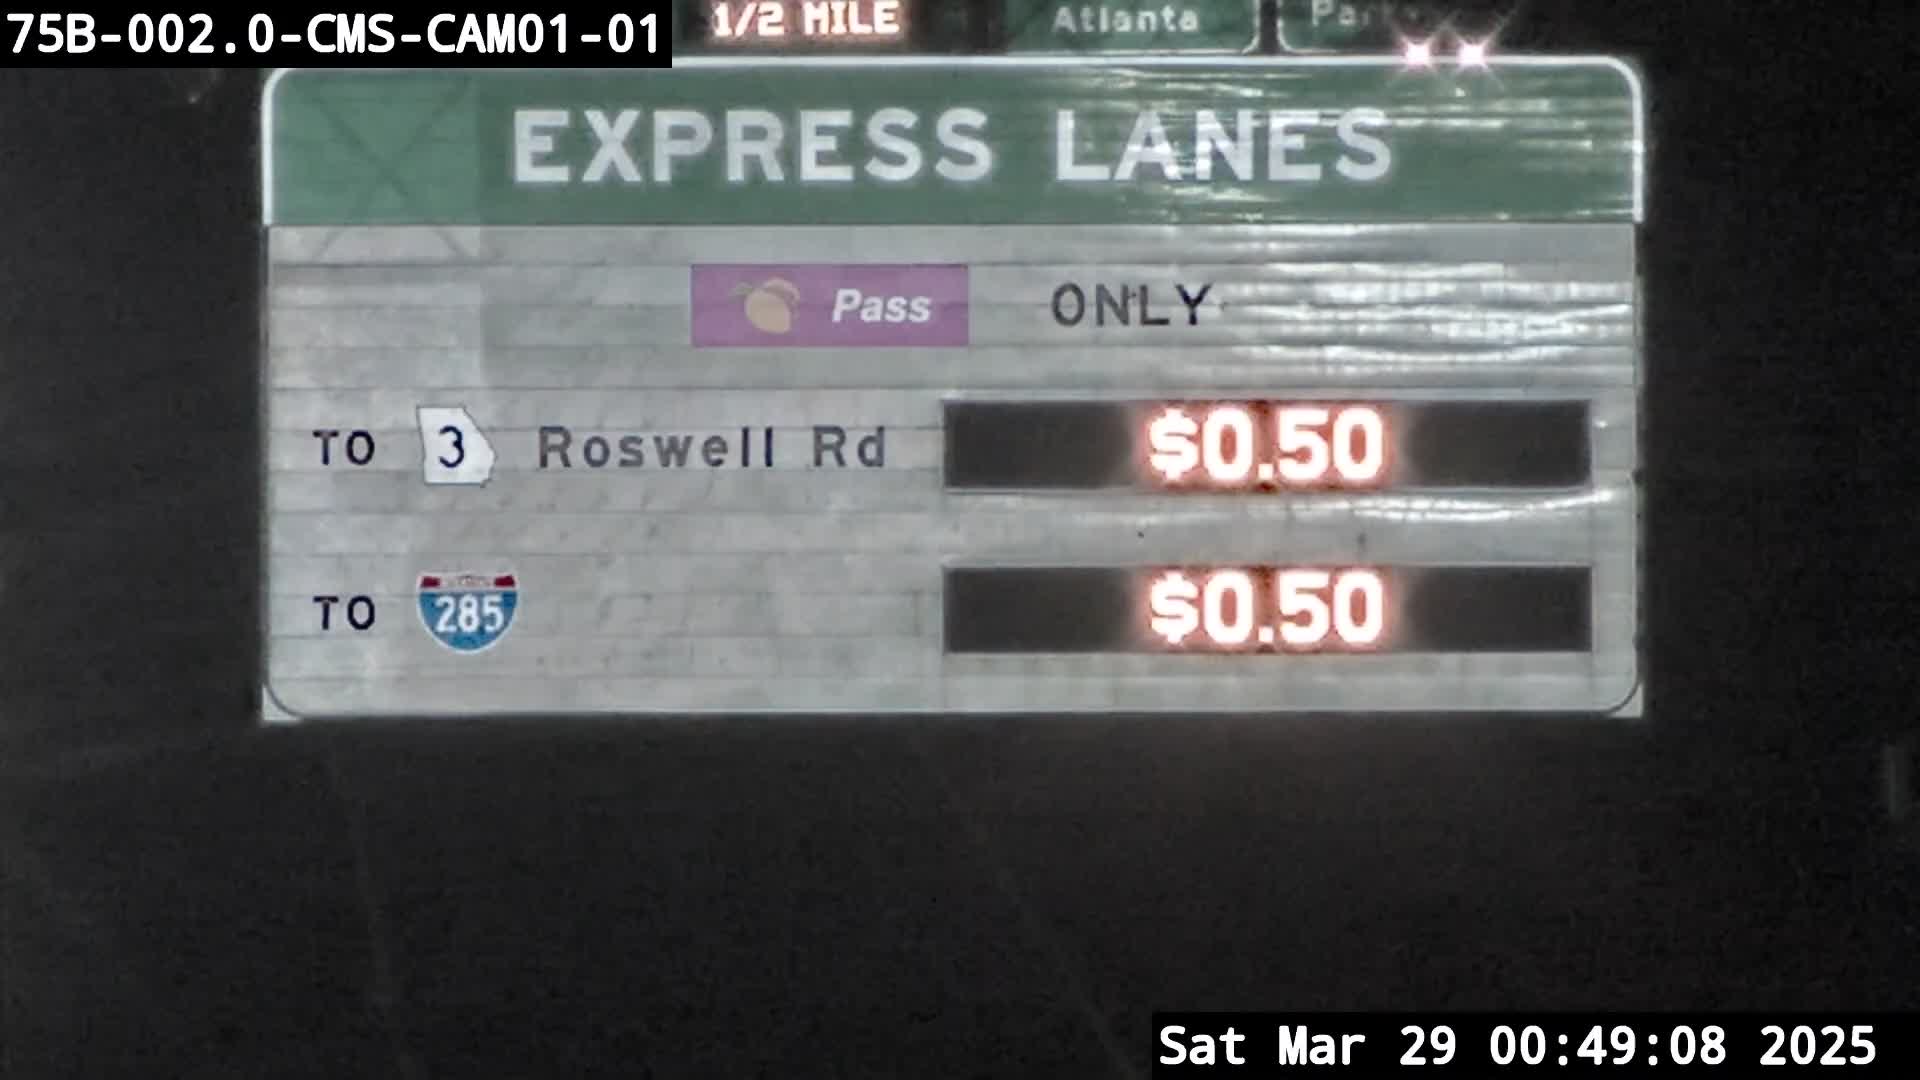 75B-002.0-CMS-CAM01-01
1/2 MILE
Atlanta
EXPRESS LANES
Pass ONLY
TO 3 Roswell Rd $0.50
TO 285 $0.50
Sat Mar 29 00:49:08 2025